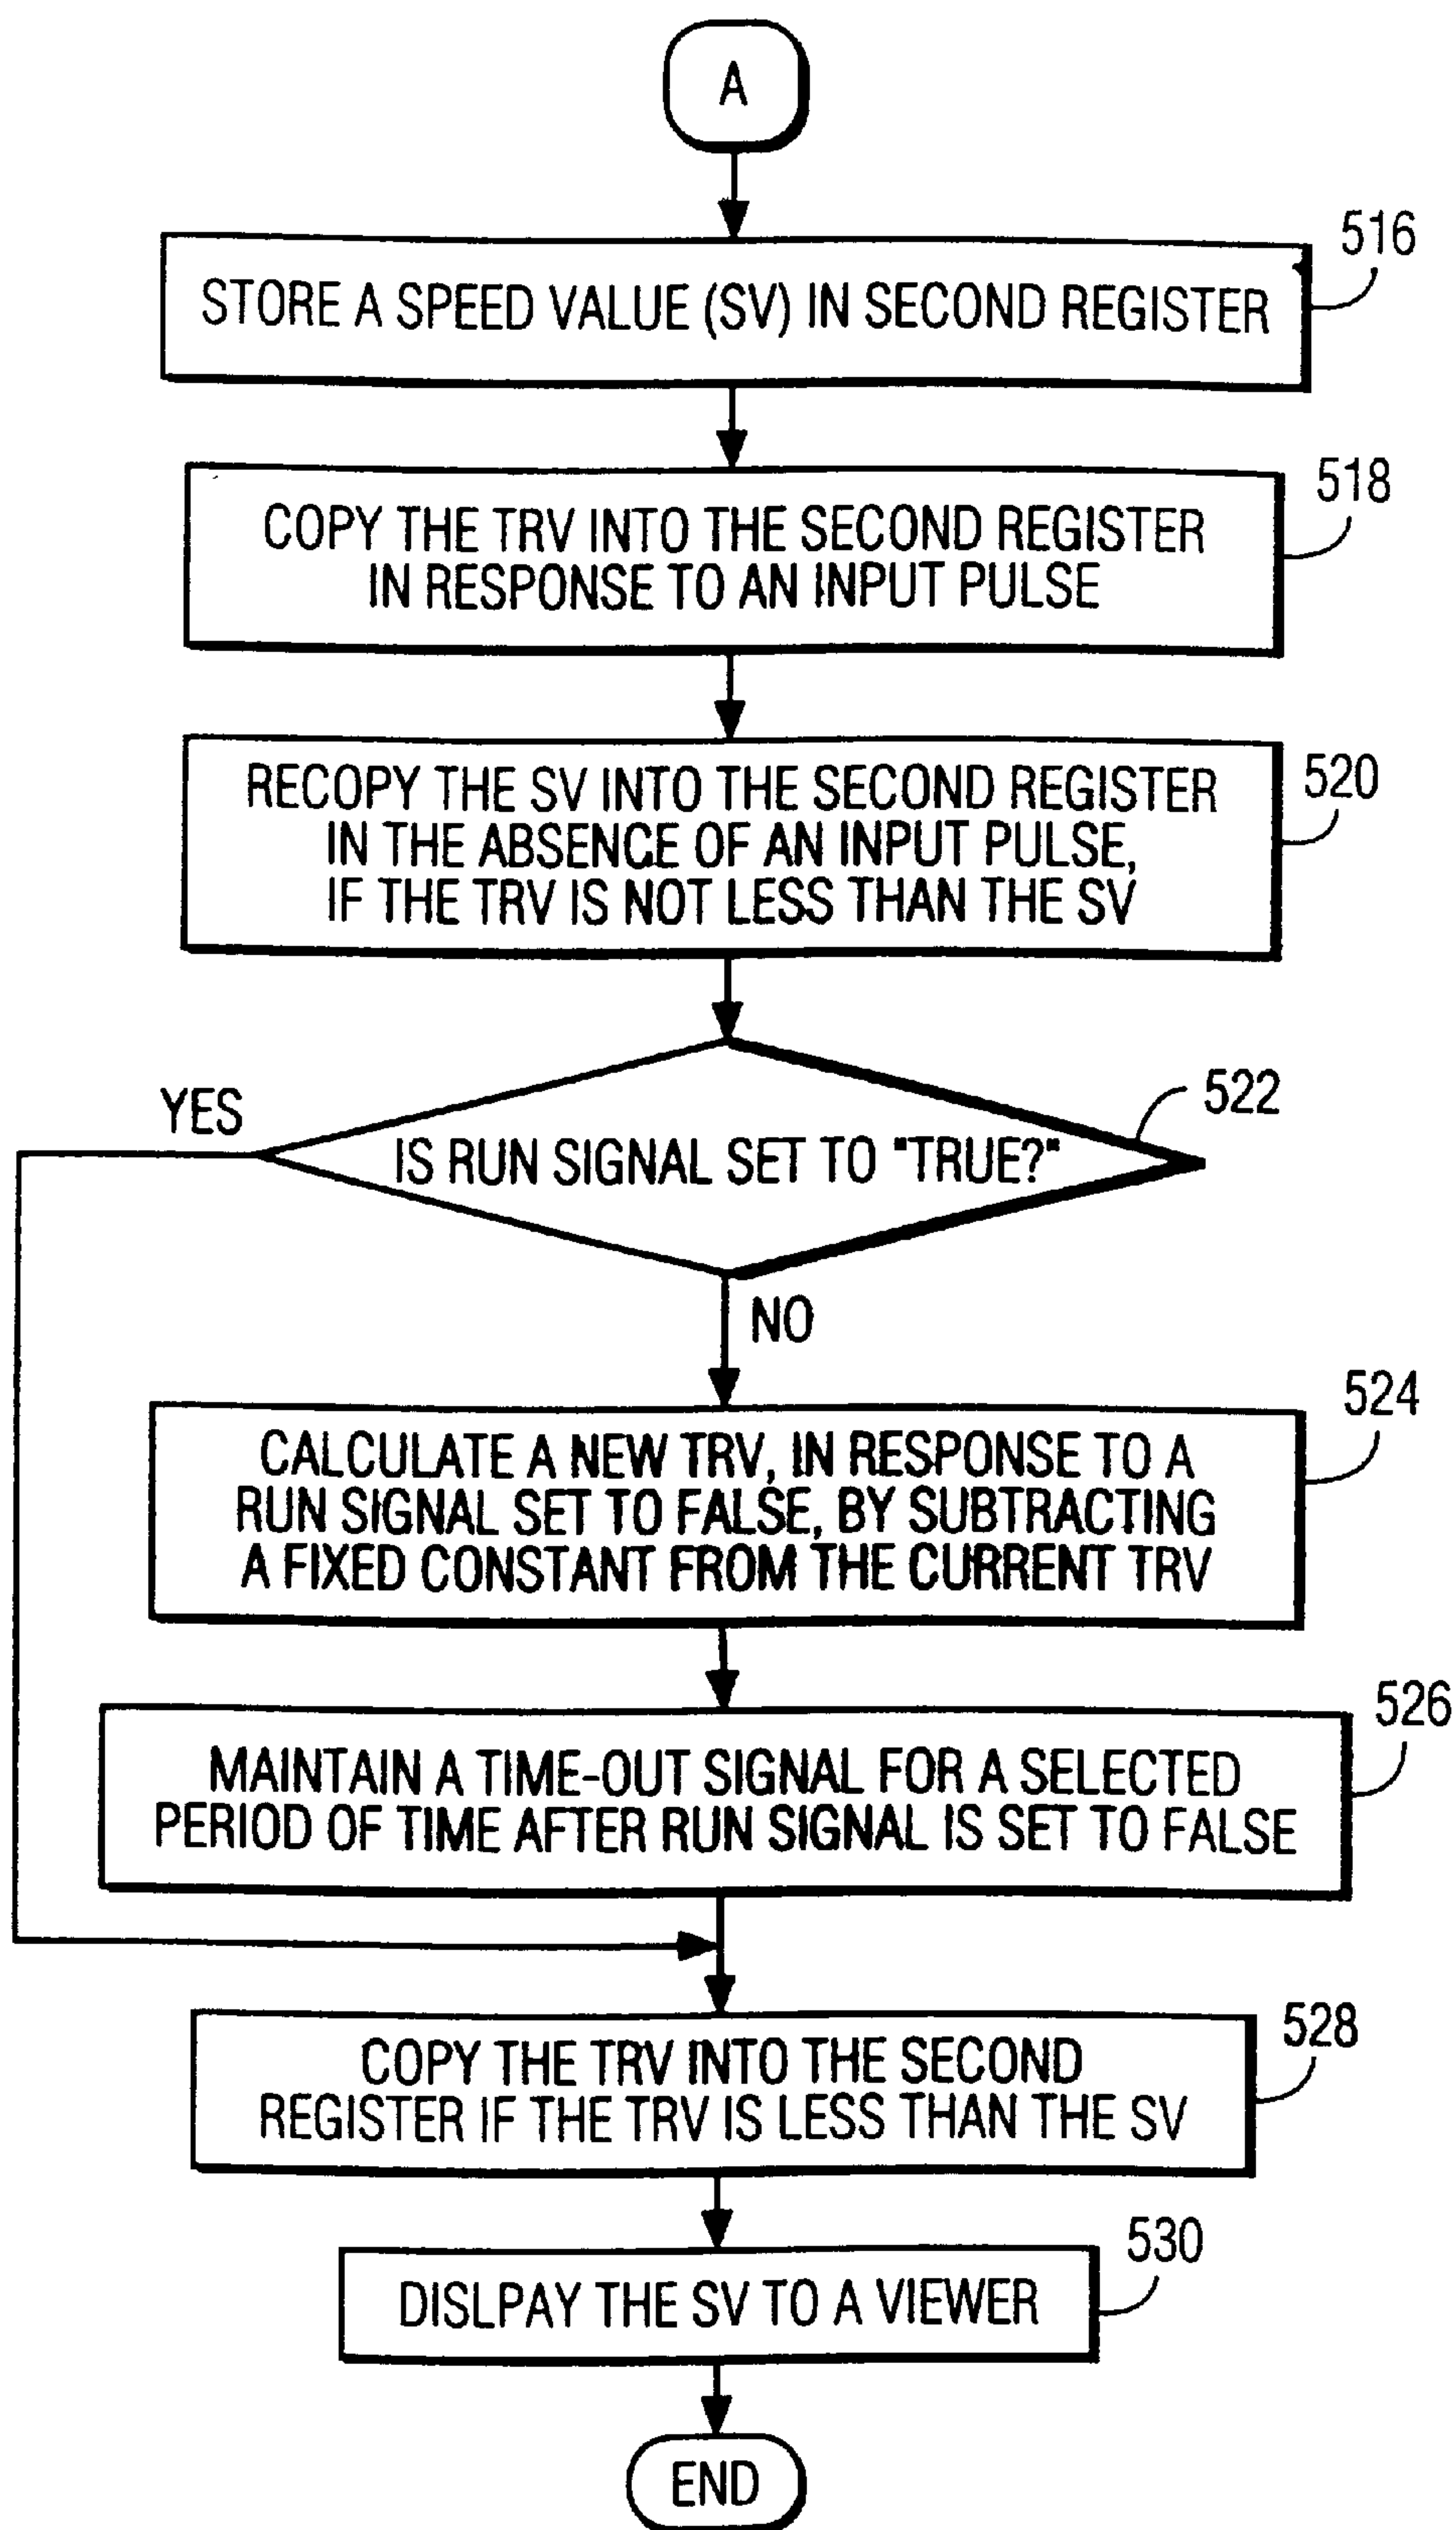 A
516
STORE A SPEED VALUE (SV) IN SECOND REGISTER
518
COPY THE TRV INTO THE SECOND REGISTER
IN RESPONSE TO AN INPUT PULSE
520
RECOPY THE SV INTO THE SECOND REGISTER
IN THE ABSENCE OF AN INPUT PULSE,
IF THE TRV IS NOT LESS THAN THE SV
YES
522
IS RUN SIGNAL SET TO "TRUE?"
NO
524
CALCULATE A NEW TRV, IN RESPONSE TO A
RUN SIGNAL SET TO FALSE, BY SUBTRACTING
A FIXED CONSTANT FROM THE CURRENT TRV
526
MAINTAIN A TIME-OUT SIGNAL FOR A SELECTED
PERIOD OF TIME AFTER RUN SIGNAL IS SET TO FALSE
528
COPY THE TRV INTO THE SECOND
REGISTER IF THE TRV IS LESS THAN THE SV
530
DISLPAY THE SV TO A VIEWER
END